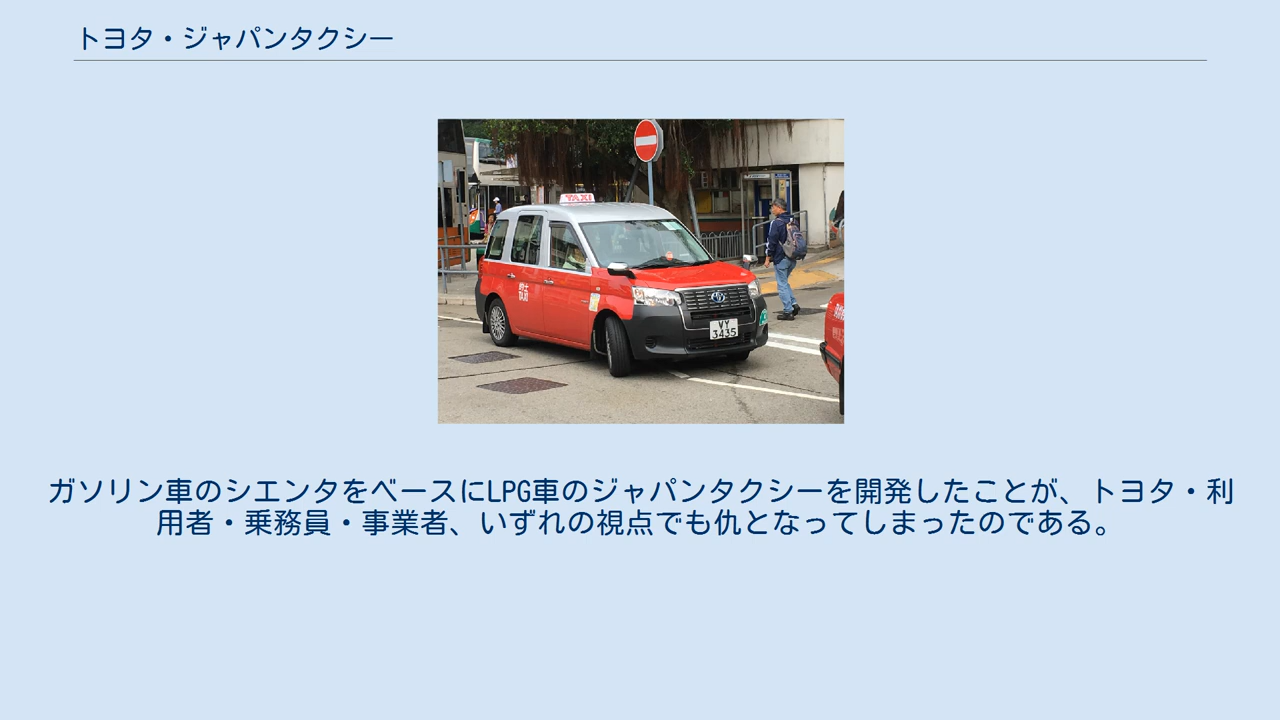 トヨタ・ジャパンタクシー
TAXI
的士
TAXI
VY
3435
ガソリン車のシエンタをベースにLPG車のジャパンタクシーを開発したことが、トヨタ・利
用者・乗務員・事業者、いずれの視点でも仇となってしまったのである。